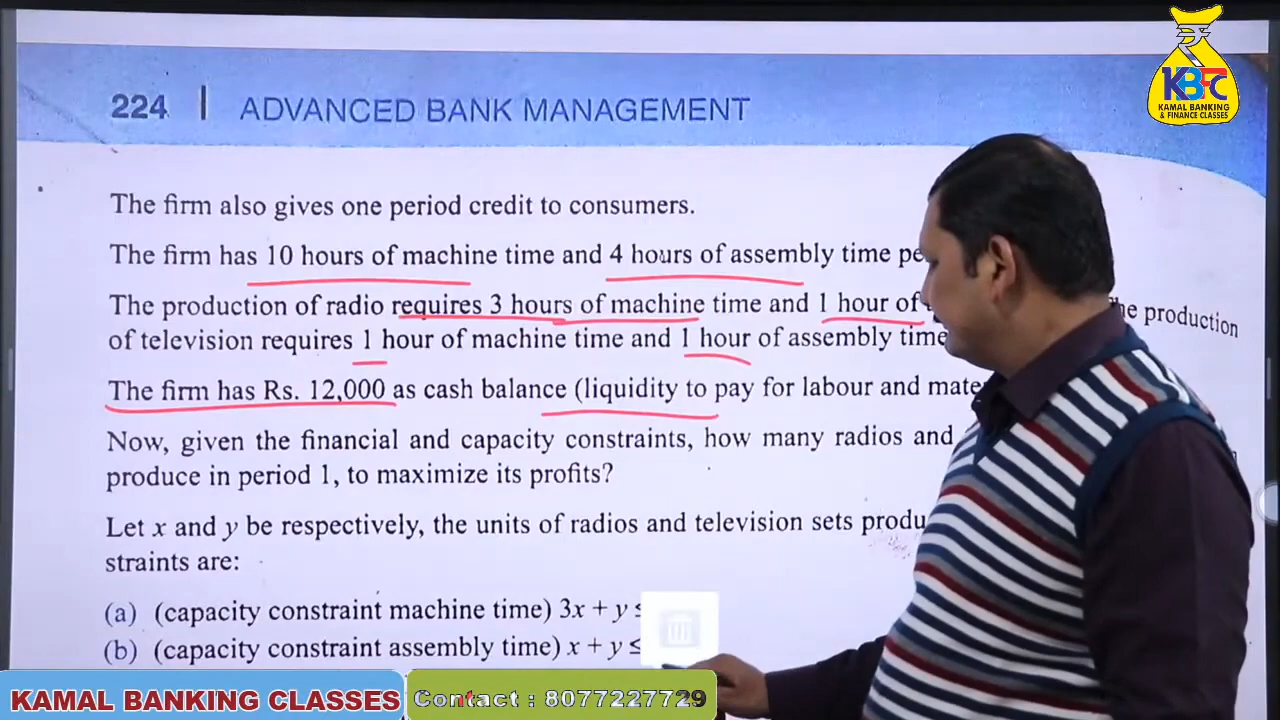 KBFC
KAMAL BANKING
& FINANCE CLASSES
224 | ADVANCED BANK MANAGEMENT
The firm also gives one period credit to consumers.
The firm has 10 hours of machine time and 4 hours of assembly time
The production of radio requires 3 hours of machine time and 1 hour of
production
of television requires 1 hour of machine time and 1 hour of assembly time
The firm has Rs. 12,000 as cash balance (liquidity to pay for labour and
Now, given the financial and capacity constraints, how many radios and
produce in period 1, to maximize its profits?
Let x and y be respectively, the units of radios and television sets
straints are:
(a) (capacity constraint machine time) 3x + y ≤
(b) (capacity constraint assembly time) x + y ≤
KAMAL BANKING CLASSES
Contact : 8077227729